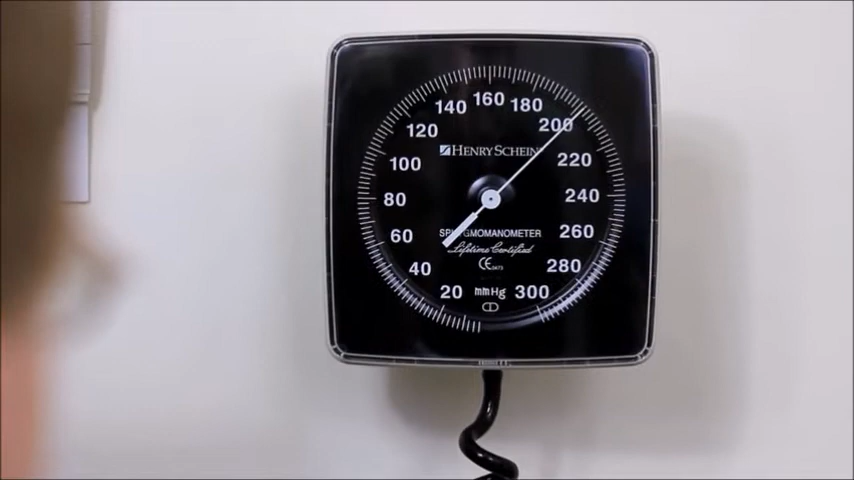 160
140 180
120 200
HENRY SCHEIN
100 220
80 240
60 260
SPHYGMOMANOMETER
Lifetime Certified
40 CE 280
20 mmHg 300